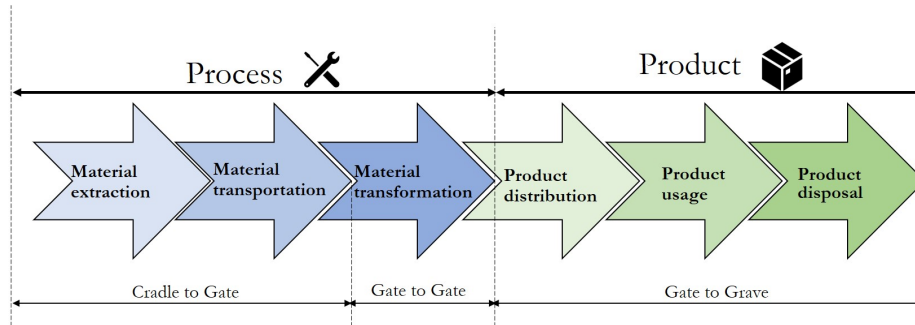 Process
Product
Material
extraction
Material
transportation
Material
transformation
Product
distribution
Product
usage
Product
disposal
Cradle to Gate
Gate to Gate
Gate to Grave